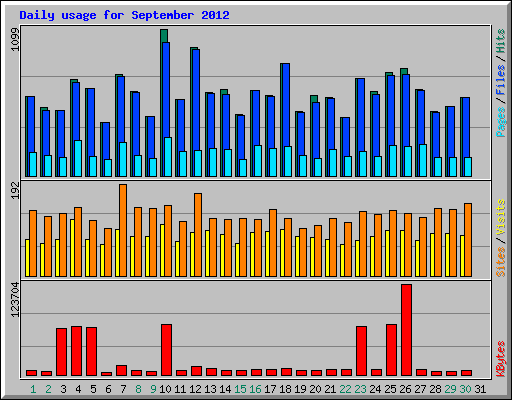 Daily usage for September 2012
1099
Pages / Files / Hits
192
Sites / Visits
123704
KBytes
1 2 3 4 5 6 7 8 9 10 11 12 13 14 15 16 17 18 19 20 21 22 23 24 25 26 27 28 29 30 31